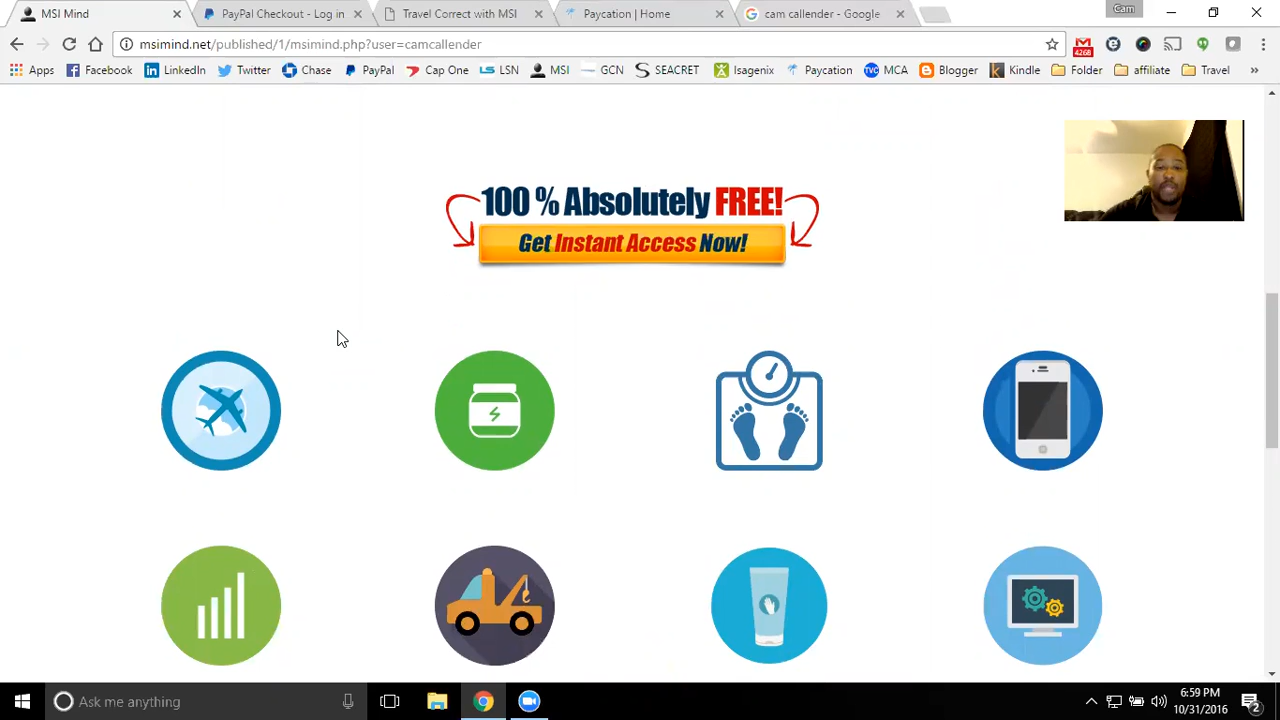 MSI Mind
PayPal Checkout - Log in
Travel Correct with MSI
Paycation | Home
cam callender - Google
Cam
msimind.net/published/1/msimind.php?user=camcallender
4268
Apps
Facebook
LinkedIn
Twitter
Chase
PayPal
Cap One
LSN
MSI
GCN
SEACRET
Isagenix
Paycation
TVC MCA
Blogger
Kindle
Folder
affiliate
Travel
100 % Absolutely FREE!
Get Instant Access Now!
Ask me anything
6:59 PM
10/31/2016
2